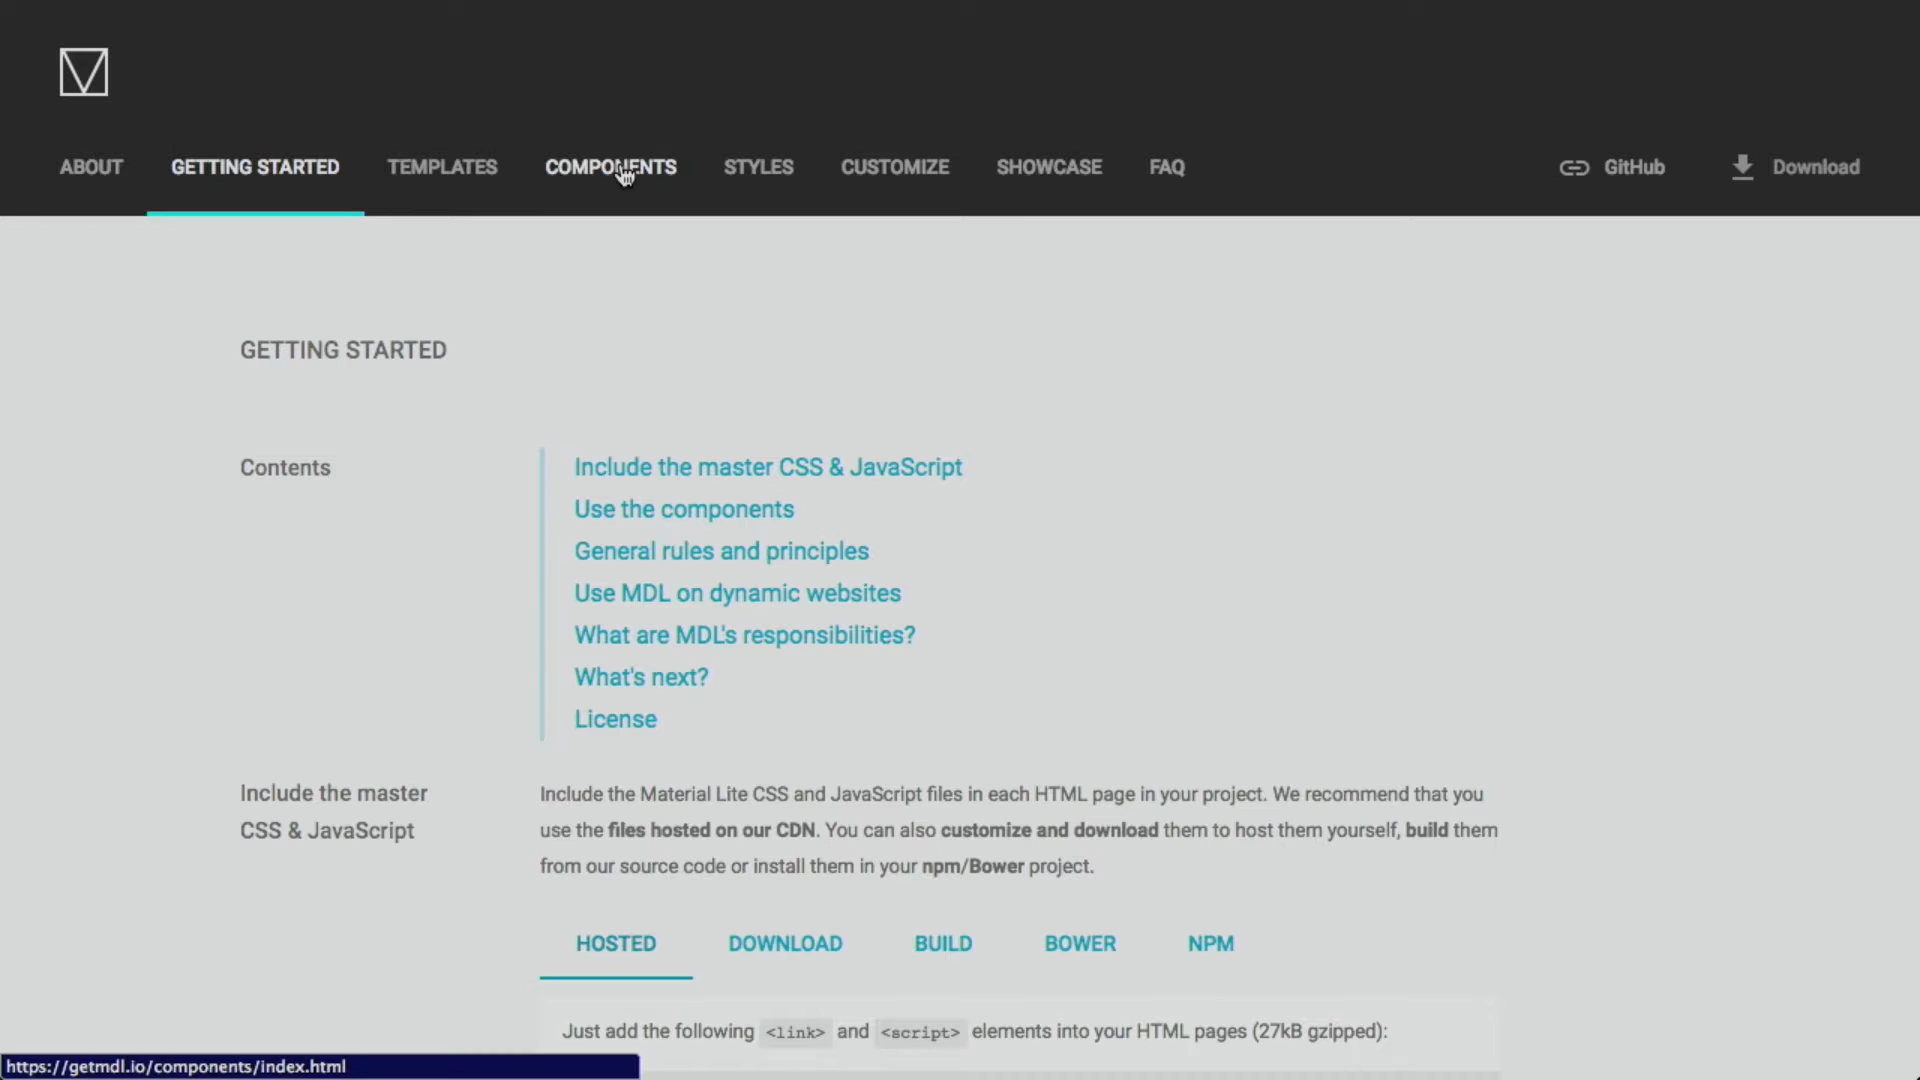 ABOUT GETTING STARTED TEMPLATES COMPONENTS STYLES CUSTOMIZE SHOWCASE FAQ GitHub Download
GETTING STARTED
Contents
Include the master CSS & JavaScript
Use the components
General rules and principles
Use MDL on dynamic websites
What are MDL's responsibilities?
What's next?
License
Include the master
CSS & JavaScript
Include the Material Lite CSS and JavaScript files in each HTML page in your project. We recommend that you
use the files hosted on our CDN. You can also customize and download them to host them yourself, build them
from our source code or install them in your npm/Bower project.
HOSTED DOWNLOAD BUILD BOWER NPM
Just add the following <link> and <script> elements into your HTML pages (27kB gzipped):
https://getmdl.io/components/index.html